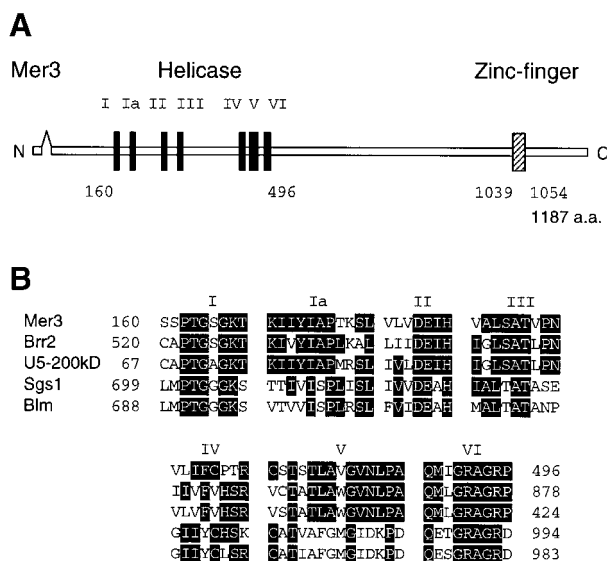 A
Mer3 Helicase Zinc-finger
I Ia II III IV V VI
N C
160 496 1039 1054
1187 a.a.
B
I Ia II III
Mer3 160 SSPTGSGKT KIIYIAPTKSL VLVDEIH VALSATVPN
Brr2 520 CAPTGSGKT KIVYIAPLKAL LIIDEIH IGLSATLPN
U5-200kD 67 CAPTGAGKT KIIYIAPMRSL IVLDEIH LGLSATLPN
Sgs1 699 LMPTGGGKS TTIVISPLISL IVVDEAH IALTATASE
Blm 688 LMPTGGGKS VTVVISPLRSL FVIDEAH MALTATANP
IV V VI
VLIFCPTR CSTSTLAVGVNLPA QMIGRAGRP 496
IIVFVHSR VCTATLAWGVNLPA QMLGRAGRP 878
VLVFVHSR VSTATLAWGVNLPA QMLGRAGRP 424
GIIYCHSK CATVAFGMGIDKPD QETGRAGRD 994
GIIYCLSR CATIAFGMGIDKPD QESGRAGRD 983